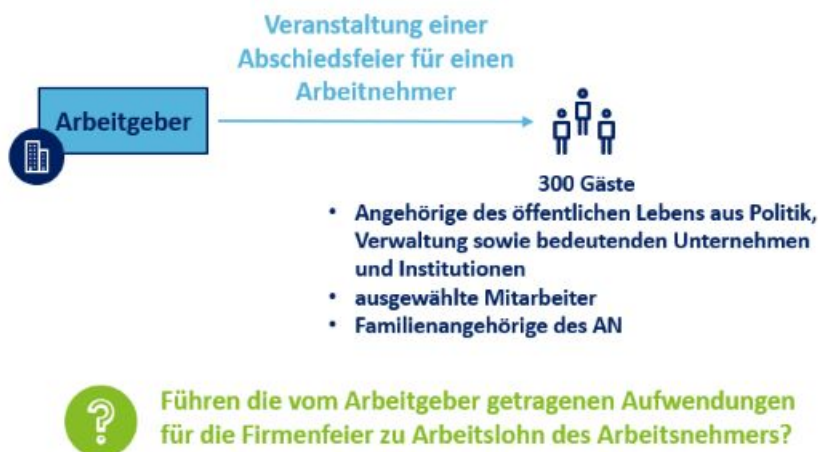 Veranstaltung einer
Abschiedsfeier für einen
Arbeitnehmer
Arbeitgeber
300 Gäste
• Angehörige des öffentlichen Lebens aus Politik,
Verwaltung sowie bedeutenden Unternehmen
und Institutionen
• ausgewählte Mitarbeiter
• Familienangehörige des AN
?
Führen die vom Arbeitgeber getragenen Aufwendungen
für die Firmenfeier zu Arbeitslohn des Arbeitsnehmers?